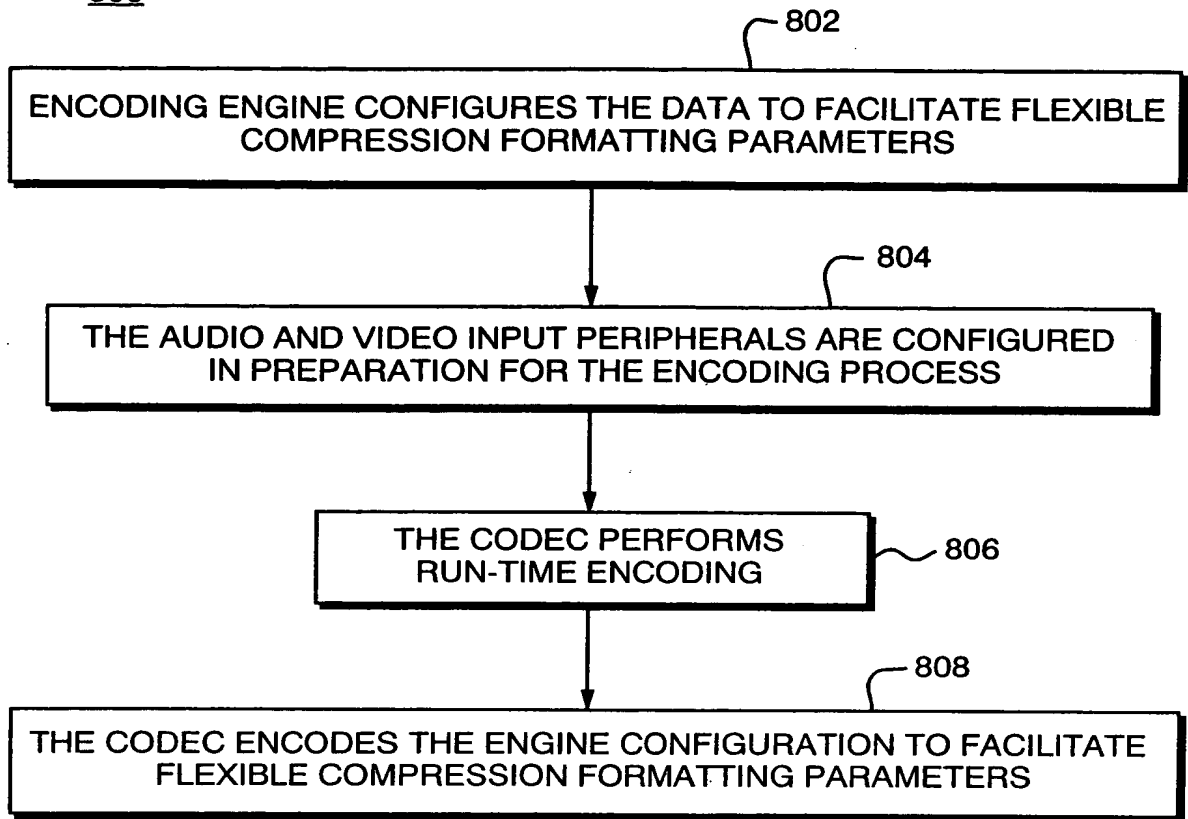 802
ENCODING ENGINE CONFIGURES THE DATA TO FACILITATE FLEXIBLE
COMPRESSION FORMATTING PARAMETERS
804
THE AUDIO AND VIDEO INPUT PERIPHERALS ARE CONFIGURED
IN PREPARATION FOR THE ENCODING PROCESS
THE CODEC PERFORMS
RUN-TIME ENCODING
806
808
THE CODEC ENCODES THE ENGINE CONFIGURATION TO FACILITATE
FLEXIBLE COMPRESSION FORMATTING PARAMETERS